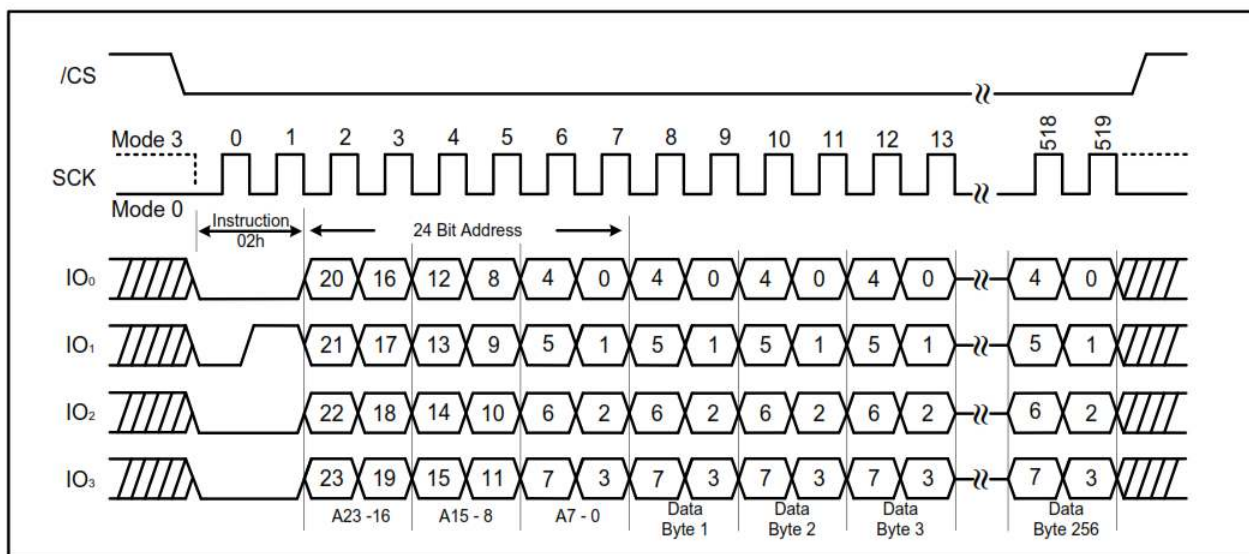 /CS
Mode 3
0 1 2 3 4 5 6 7 8 9 10 11 12 13 518 519
SCK
Mode 0
Instruction
02h
24 Bit Address
IO₀ 20 16 12 8 4 0 4 0 4 0 4 0 4 0
IO₁ 21 17 13 9 5 1 5 1 5 1 5 1 5 1
IO₂ 22 18 14 10 6 2 6 2 6 2 6 2 6 2
IO₃ 23 19 15 11 7 3 7 3 7 3 7 3 7 3
A23 -16 A15 - 8 A7 - 0 Data Data Data Data
Byte 1 Byte 2 Byte 3 Byte 256